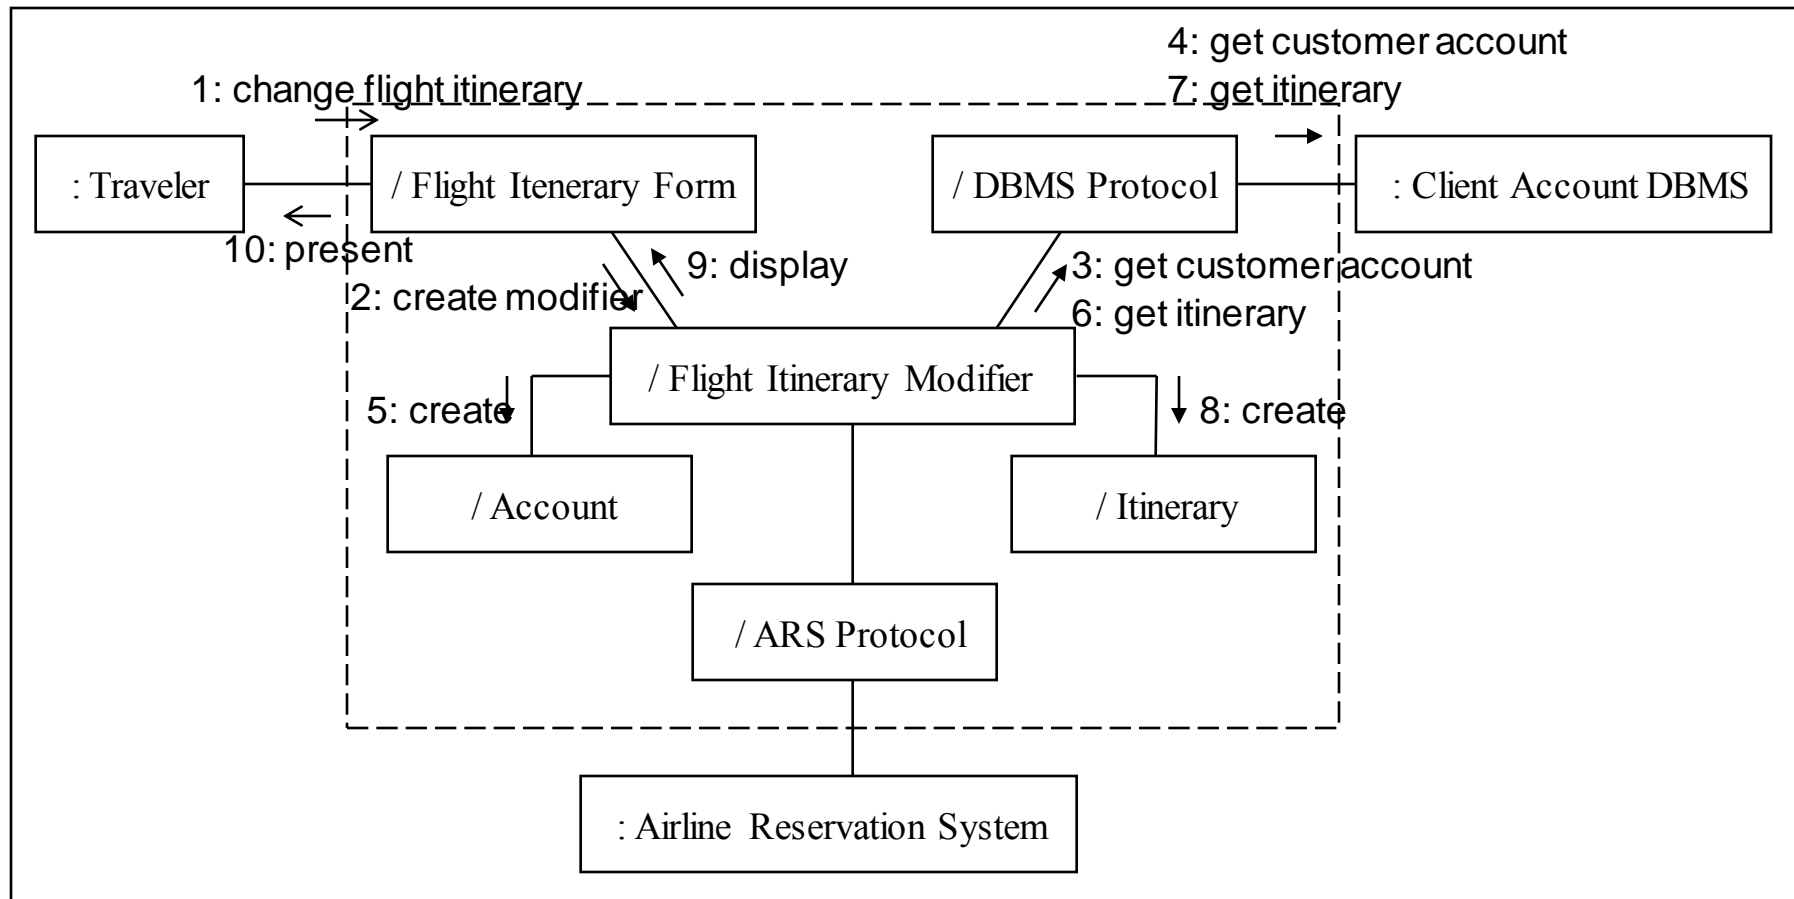 4: get customer account
1: change flight itinerary
7: get itinerary
: Traveler
/ Flight Itenerary Form
/ DBMS Protocol
: Client Account DBMS
10: present
9: display
3: get customer account
2: create modifier
6: get itinerary
/ Flight Itinerary Modifier
5: create
8: create
/ Account
/ Itinerary
/ ARS Protocol
: Airline Reservation System